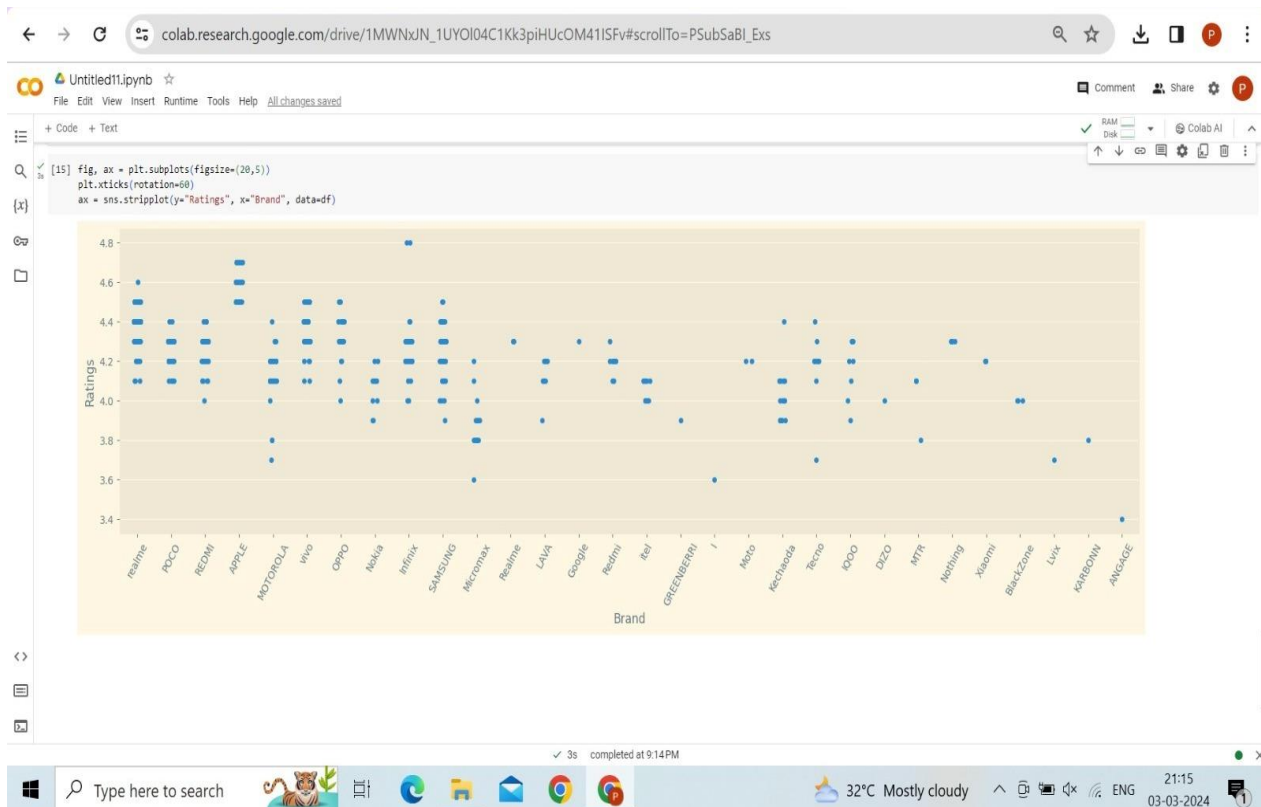 colab.research.google.com/drive/1MWNxJN_1UYOl04C1Kk3piHUcOM41ISFv#scrollTo=PSubSaBI_Exs
P
CO
Untitled11.ipynb
File Edit View Insert Runtime Tools Help All changes saved
Comment Share P
+ Code + Text
RAM
Disk
Colab AI
{x}
3s
[15] fig, ax = plt.subplots(figsize=(20,5))
plt.xticks(rotation=60)
ax = sns.stripplot(y="Ratings", x="Brand", data=df)
4.8
4.6
4.4
4.2
4.0
3.8
3.6
3.4
Ratings
realme
POCO
REDMI
APPLE
MOTOROLA
vivo
OPPO
Nokia
Infinix
SAMSUNG
Micromax
Realme
LAVA
Google
Redmi
itel
GREENBERRI
I
Moto
Kechaoda
Tecno
IQOO
DIZO
MTR
Nothing
Xiaomi
BlackZone
Lvix
KARBONN
ANGAGE
Brand
3s completed at 9:14 PM
Type here to search
32°C Mostly cloudy
ENG
21:15
03-03-2024
1